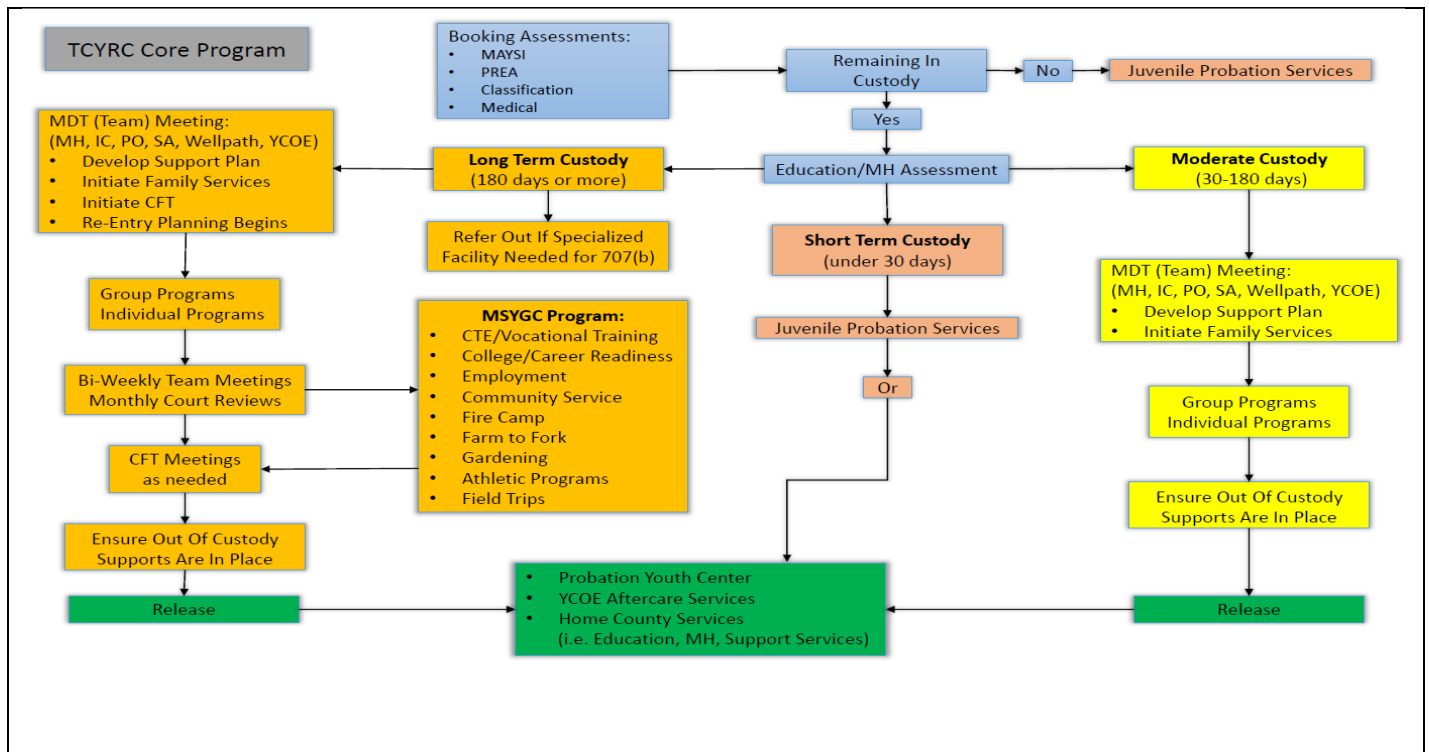 TCYRC Core Program
Booking Assessments:
• MAYSI
• PREA
• Classification
• Medical
Remaining In
Custody
No
Juvenile Probation Services
Yes
MDT (Team) Meeting:
(MH, IC, PO, SA, Wellpath, YCOE)
• Develop Support Plan
• Initiate Family Services
• Initiate CFT
• Re-Entry Planning Begins
Long Term Custody
(180 days or more)
Education/MH Assessment
Moderate Custody
(30-180 days)
Refer Out If Specialized
Facility Needed for 707(b)
Short Term Custody
(under 30 days)
MDT (Team) Meeting:
(MH, IC, PO, SA, Wellpath, YCOE)
• Develop Support Plan
• Initiate Family Services
Group Programs
Individual Programs
MSYGC Program:
• CTE/Vocational Training
• College/Career Readiness
• Employment
• Community Service
• Fire Camp
• Farm to Fork
• Gardening
• Athletic Programs
• Field Trips
Juvenile Probation Services
Or
Bi-Weekly Team Meetings
Monthly Court Reviews
Group Programs
Individual Programs
CFT Meetings
as needed
Ensure Out Of Custody
Supports Are In Place
Ensure Out Of Custody
Supports Are In Place
Release
• Probation Youth Center
• YCOE Aftercare Services
• Home County Services
(i.e. Education, MH, Support Services)
Release